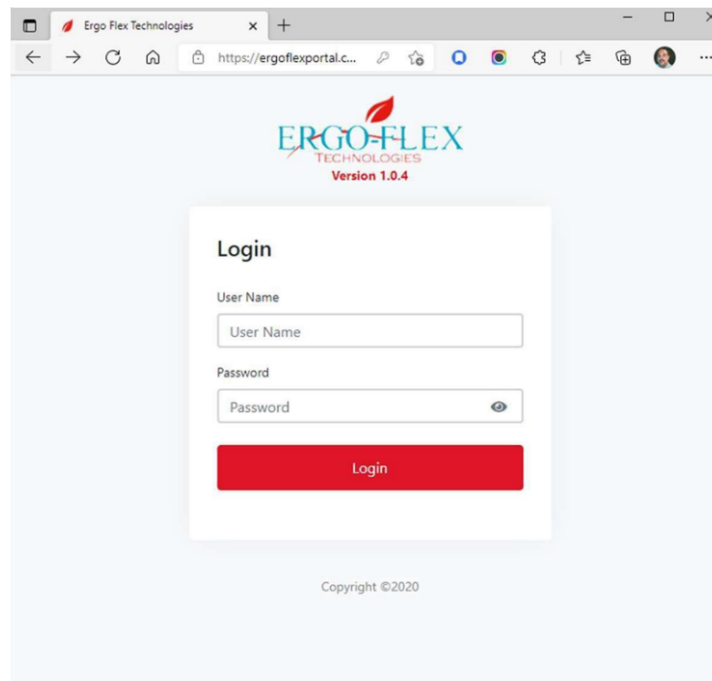 Ergo Flex Technologies
https://ergoflexportal.c...
ERGO-FLEX
TECHNOLOGIES
Version 1.0.4
Login
User Name
User Name
Password
Password
Login
Copyright ©2020